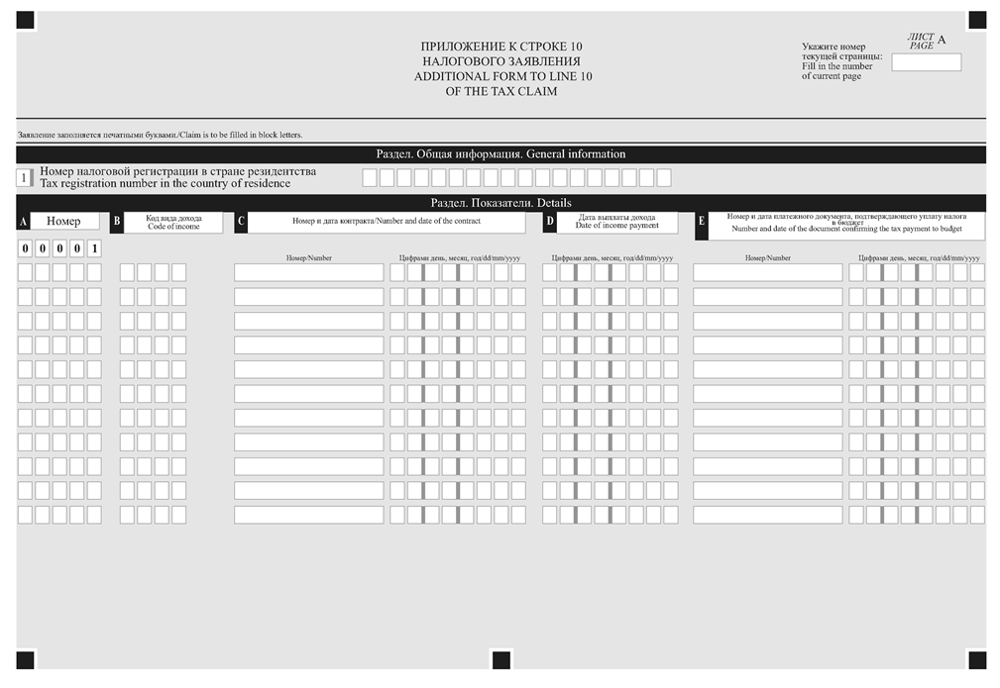 ПРИЛОЖЕНИЕ К СТРОКЕ 10
НАЛОГОВОГО ЗАЯВЛЕНИЯ
ADDITIONAL FORM TO LINE 10
OF THE TAX CLAIM
Укажите номер
текущей страницы:
Fill in the number
of current page
ЛИСТ
PAGE A
Заявление заполняется печатными буквами./Claim is to be filled in block letters.
Раздел. Общая информация. General information
1 Номер налоговой регистрации в стране резидентства
Tax registration number in the country of residence
Раздел. Показатели. Details
A Номер
B Код вида дохода
Code of income
C Номер и дата контракта/Number and date of the contract
D Дата выплаты дохода
Date of income payment
E Номер и дата платежного документа, подтверждающего уплату налога
в бюджет
Number and date of the document confirming the tax payment to budget
0 0 0 0 1
Номер/Number Цифрами день, месяц, год/dd/mm/yyyy Цифрами день, месяц, год/dd/mm/yyyy Номер/Number Цифрами день, месяц, год/dd/mm/yyyy